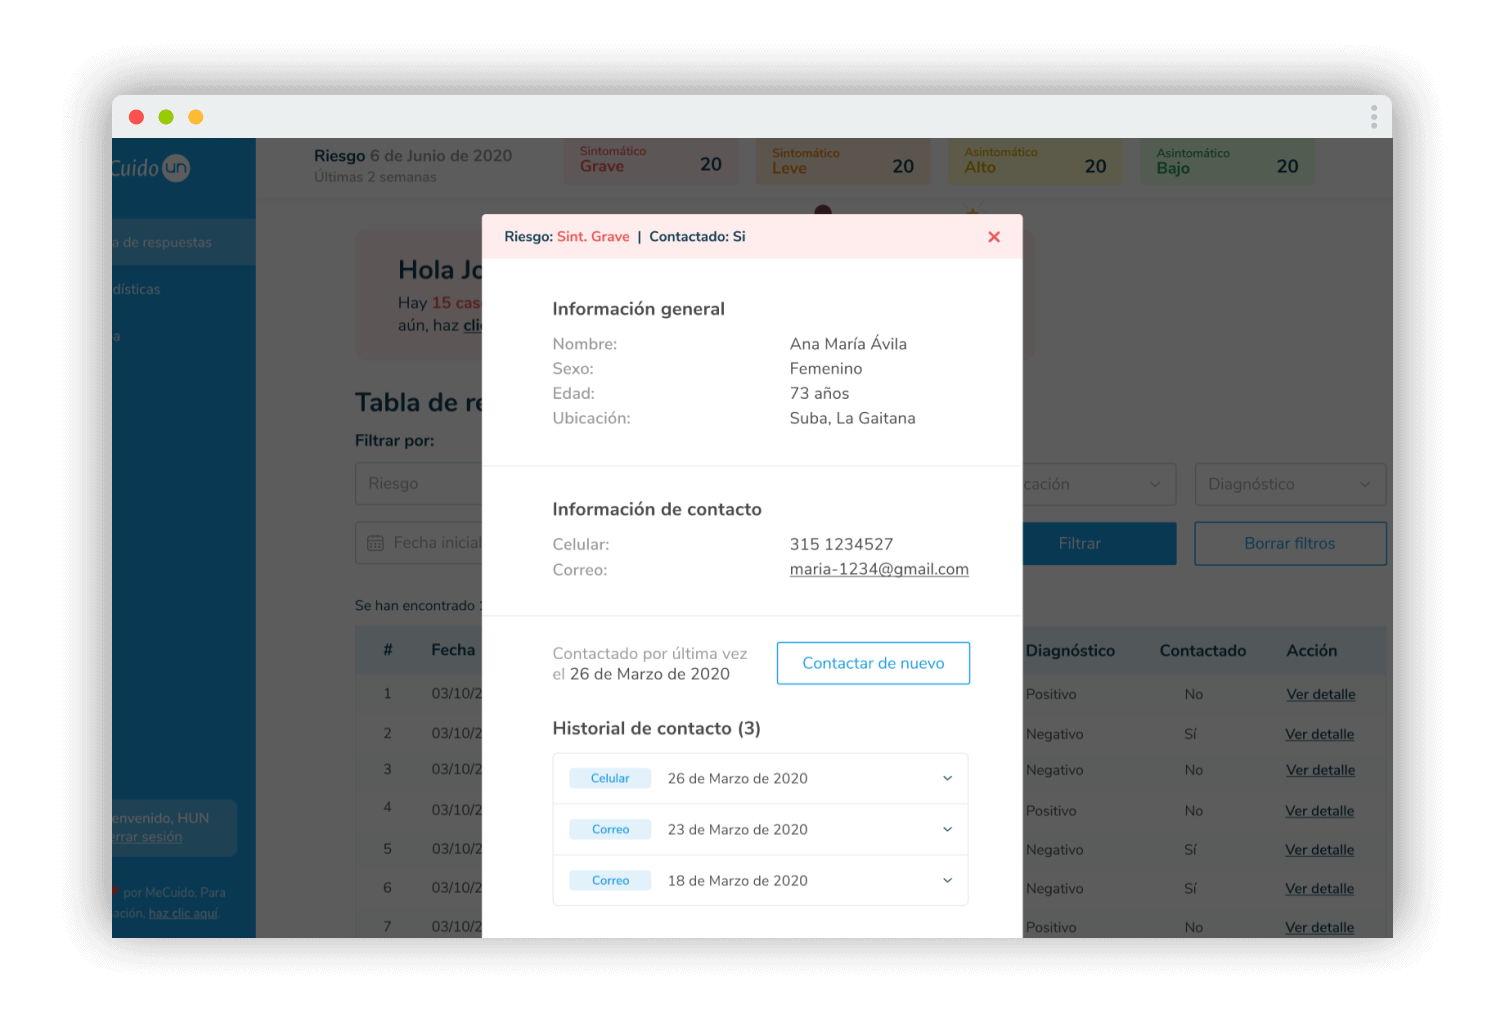 Cuido un
Riesgo 6 de Junio de 2020
Últimas 2 semanas
Sintomático
Grave 20
Sintomático
Leve 20
Asintomático
Alto 20
Asintomático
Bajo 20
a de respuestas
dísticas
a
envenido, HUN
errar sesión
por MeCuido. Para
ación, haz clic aquí.
Hola Jo
Hay 15 cas
aún, haz cli
Tabla de re
Filtrar por:
Riesgo
cación
Diagnóstico
Fecha inicial
Filtrar
Borrar filtros
Se han encontrado
# Fecha Diagnóstico Contactado Acción
1 03/10/2 Positivo No Ver detalle
2 03/10/2 Negativo Sí Ver detalle
3 03/10/2 Negativo No Ver detalle
4 03/10/2 Positivo No Ver detalle
5 03/10/2 Negativo Sí Ver detalle
6 03/10/2 Negativo Sí Ver detalle
7 03/10/2 Positivo No Ver detalle
Riesgo: Sint. Grave | Contactado: Si
Información general
Nombre: Ana María Ávila
Sexo: Femenino
Edad: 73 años
Ubicación: Suba, La Gaitana
Información de contacto
Celular: 315 1234527
Correo: maria-1234@gmail.com
Contactado por última vez
el 26 de Marzo de 2020
Contactar de nuevo
Historial de contacto (3)
Celular 26 de Marzo de 2020
Correo 23 de Marzo de 2020
Correo 18 de Marzo de 2020